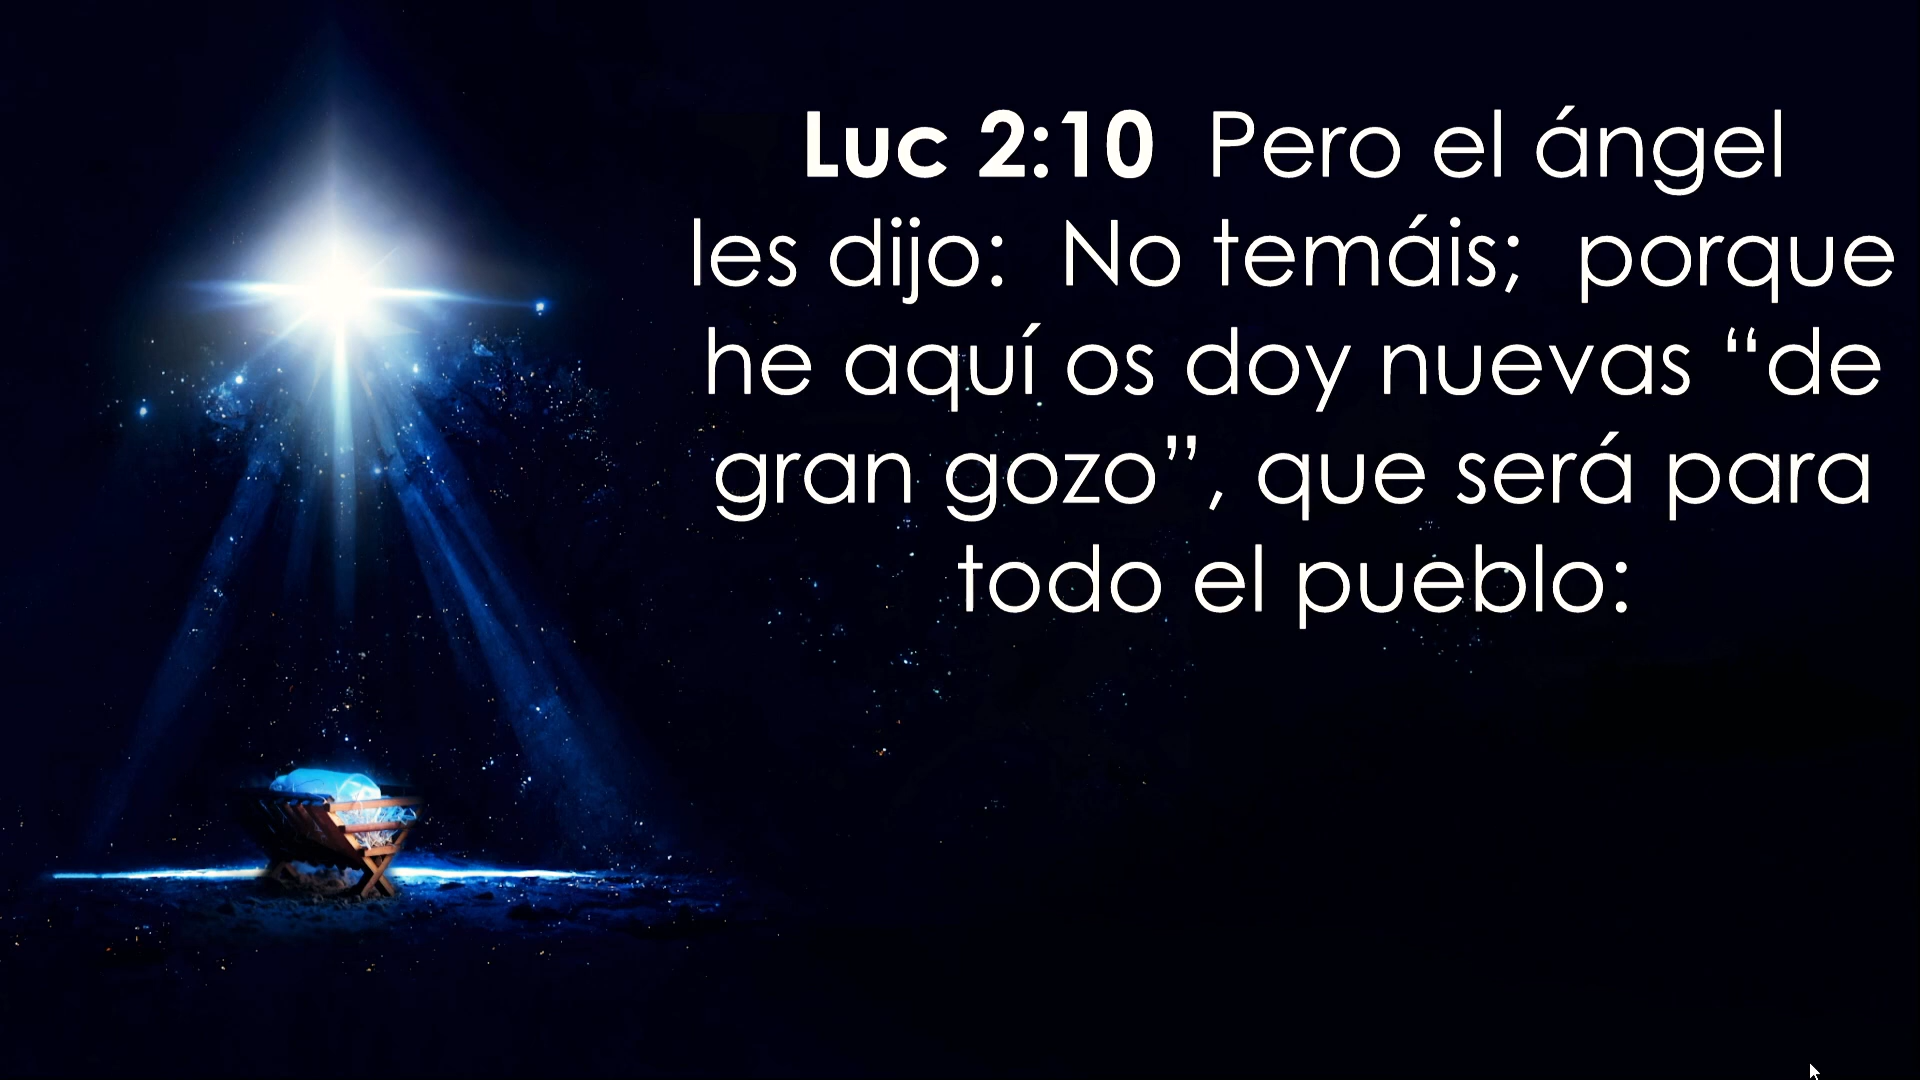 Luc 2:10  Pero el ángel
les dijo:  No temáis;  porque
he aquí os doy nuevas “de
gran gozo”, que será para
todo el pueblo: